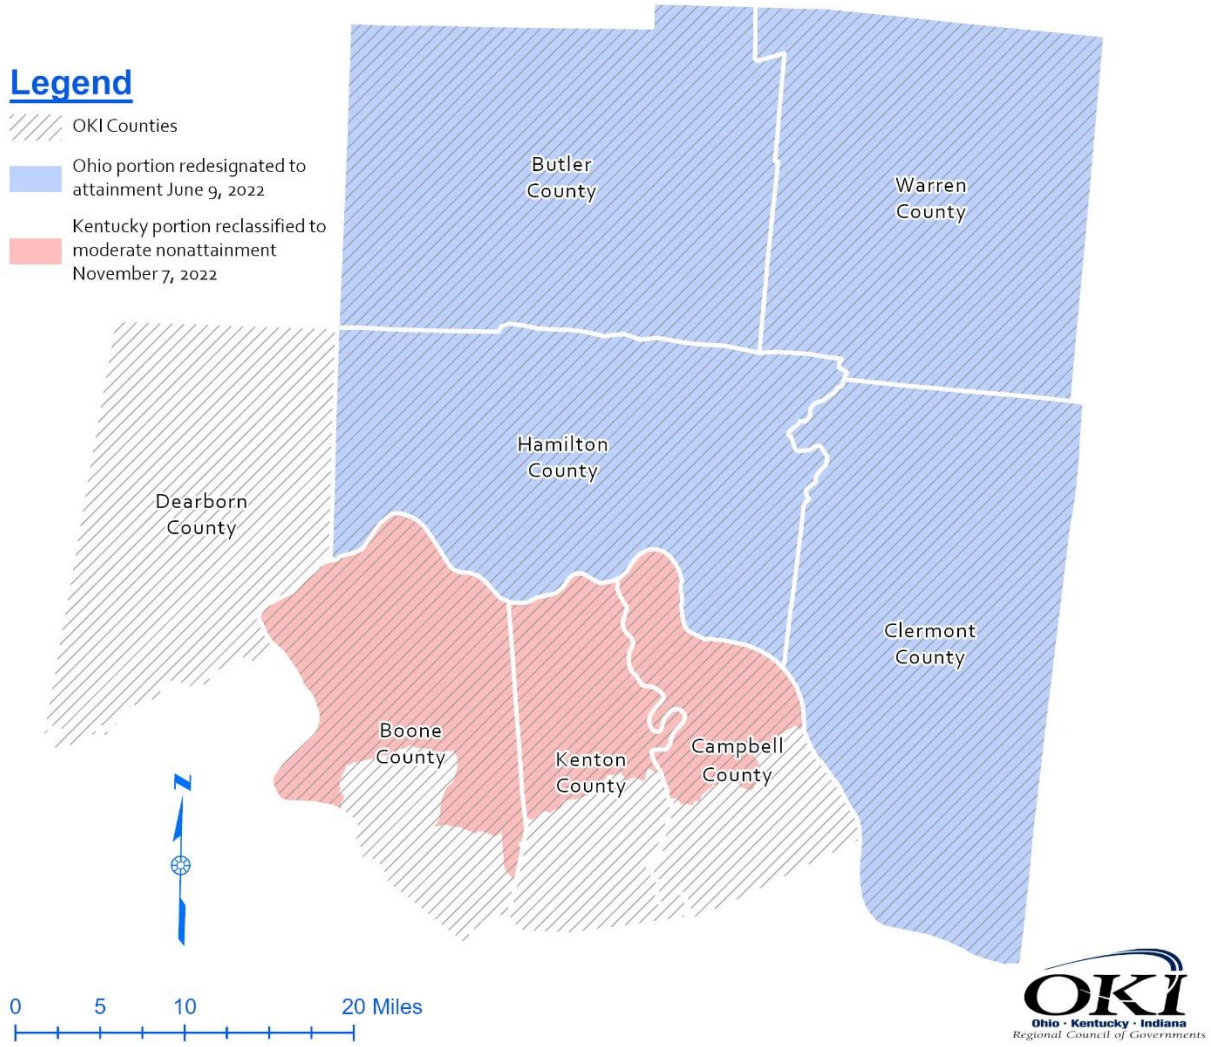 Legend
OKI Counties
Ohio portion redesignated to
attainment June 9, 2022
Kentucky portion reclassified to
moderate nonattainment
November 7, 2022
Butler
County
Warren
County
Hamilton
County
Dearborn
County
Clermont
County
Boone
County
Kenton
County
Campbell
County
N
0 5 10 20 Miles
OKI
Ohio · Kentucky · Indiana
Regional Council of Governments